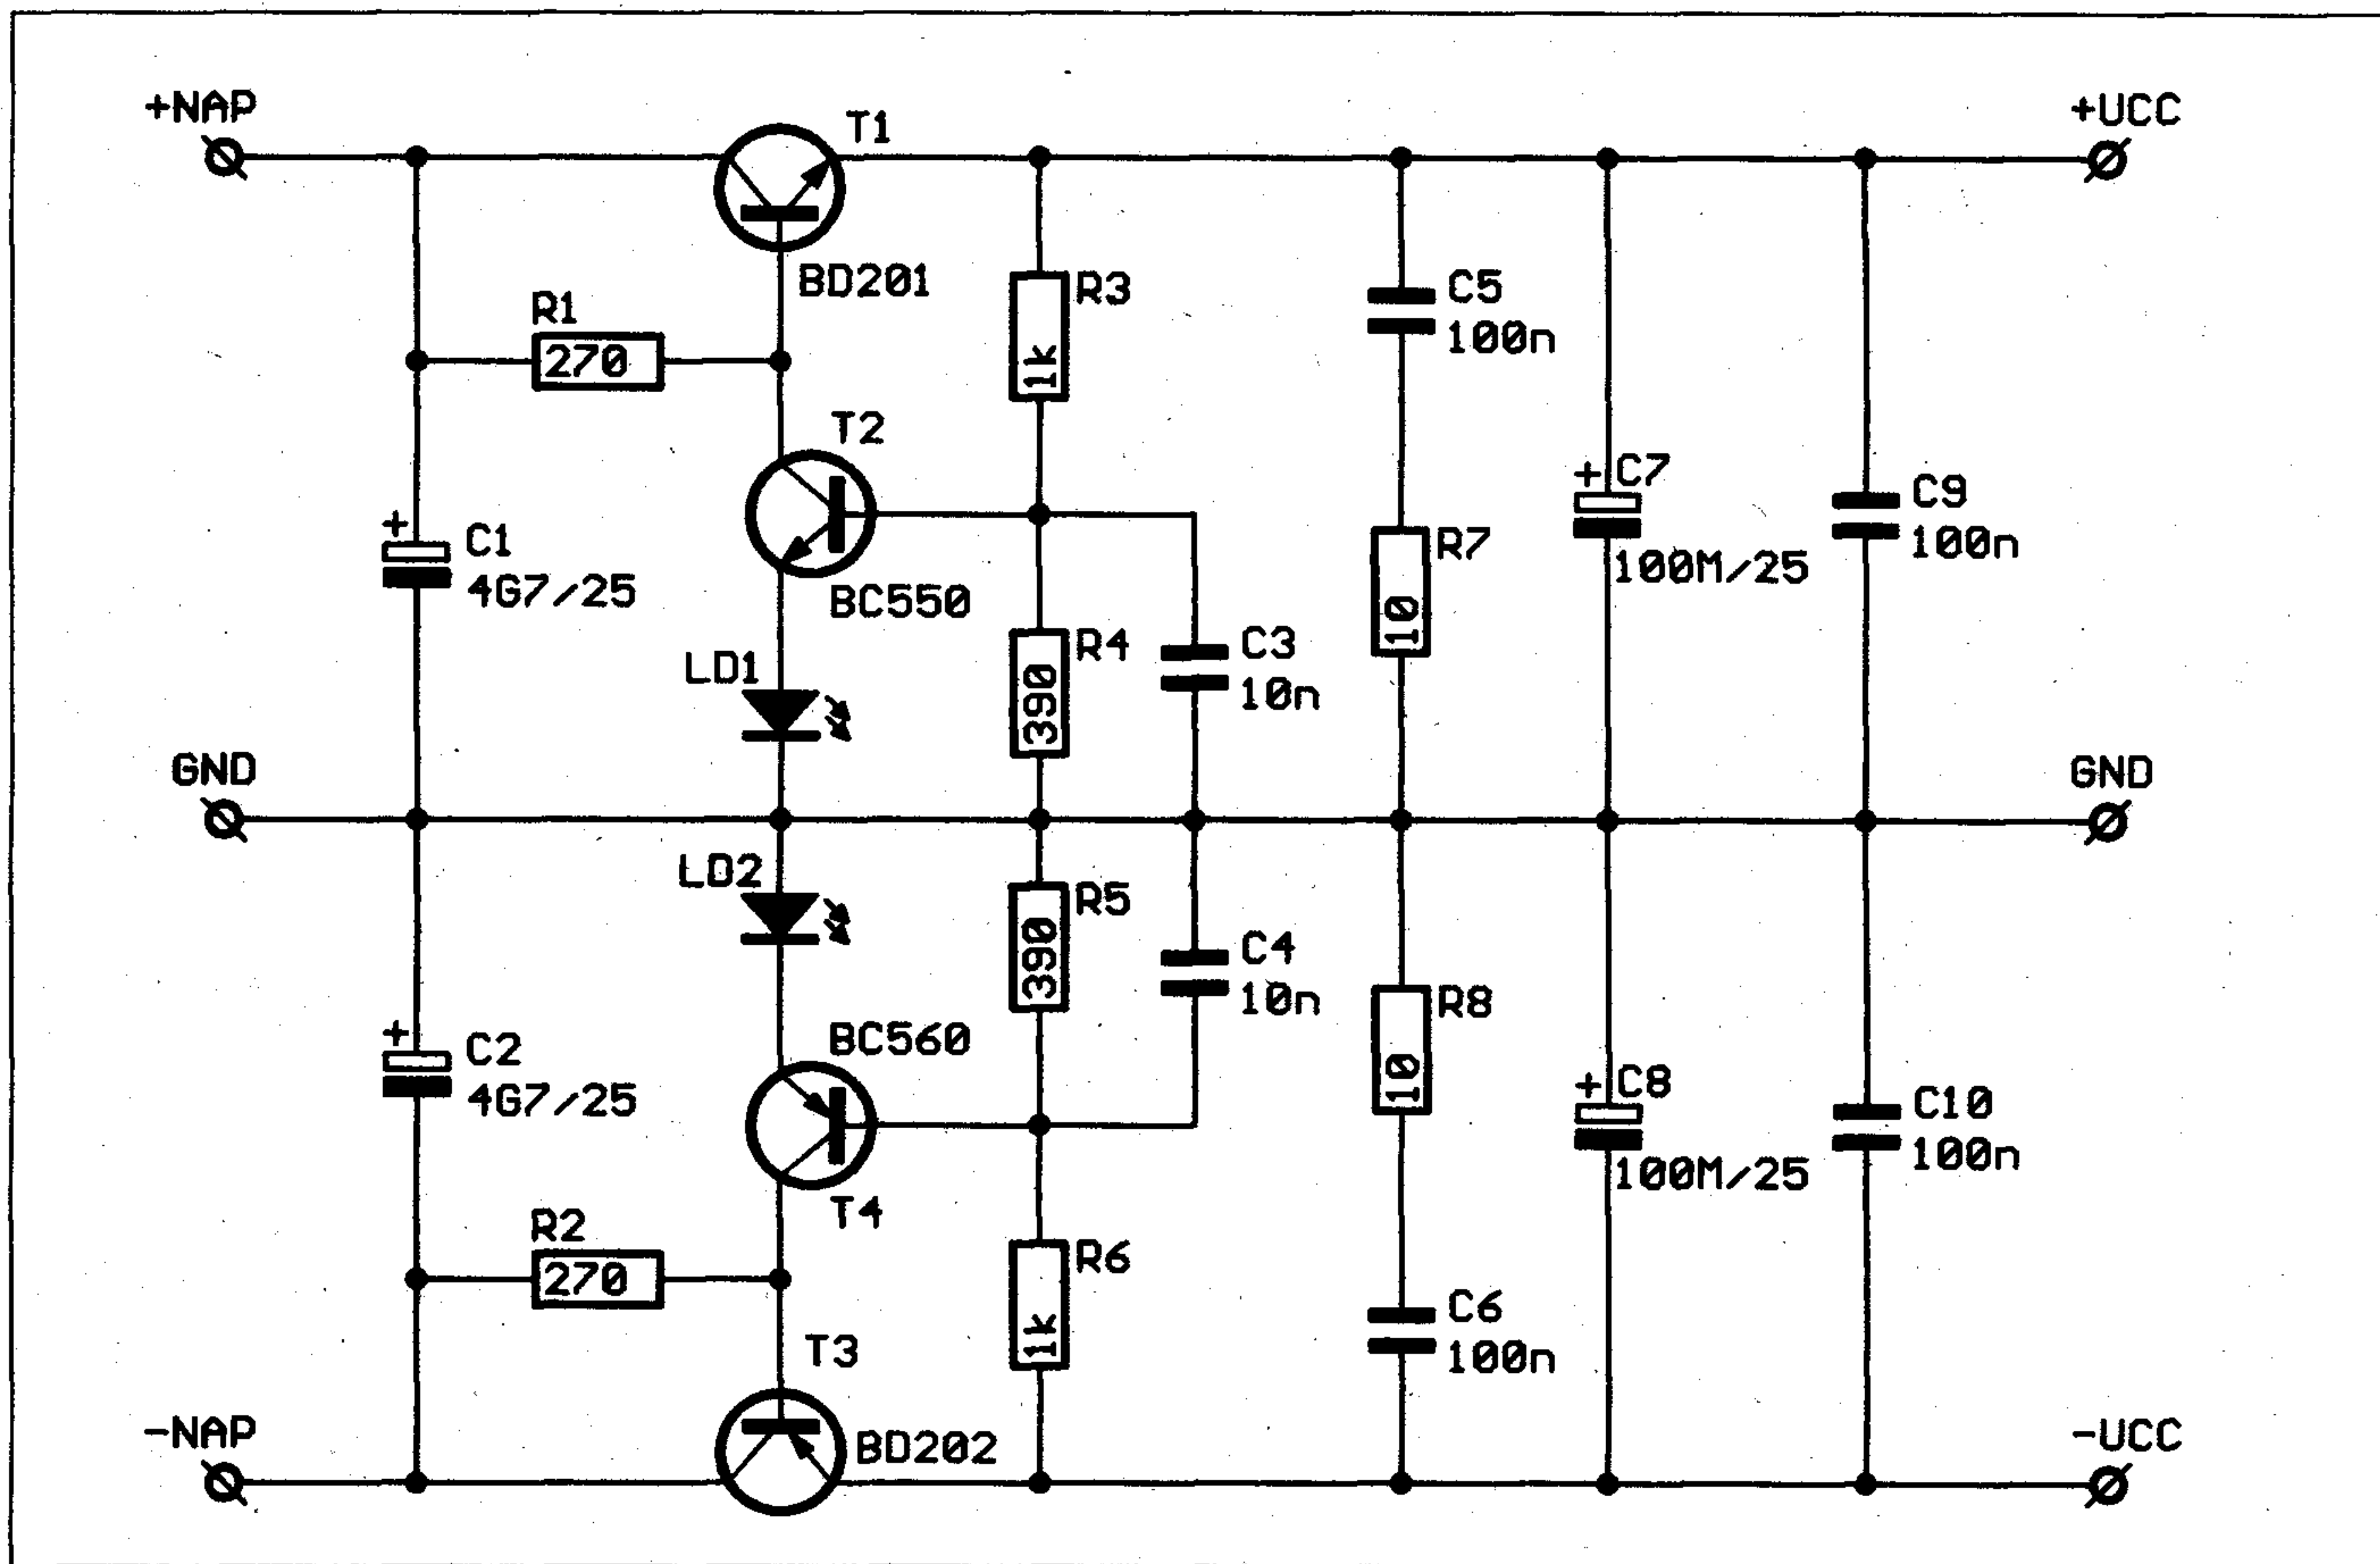 +NAP
T1
+UCC
BD201
R1
270
R3
1k
C5
100n
T2
+
C7
100M/25
C9
100n
+
C1
4G7/25
BC550
R7
10
LD1
R4
390
C3
10n
GND
GND
LD2
R5
390
C4
10n
BC560
+
C2
4G7/25
R8
10
+
C8
100M/25
C10
100n
T4
R2
270
R6
1k
C6
100n
T3
BD202
-NAP
-UCC